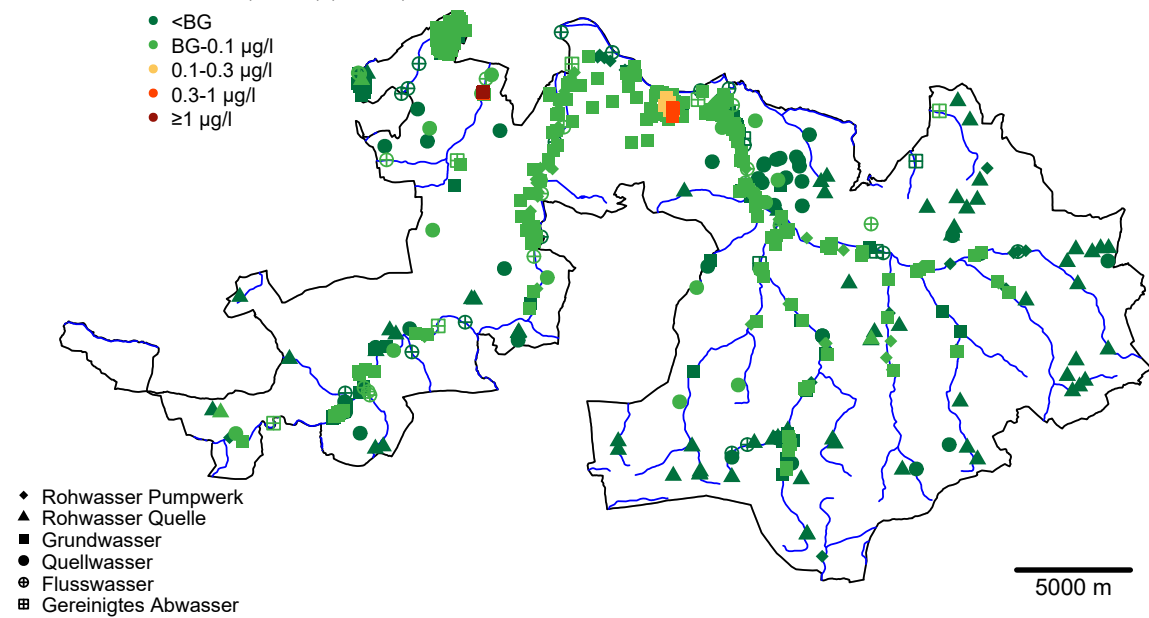 <BG
BG-0.1 µg/l
0.1-0.3 µg/l
0.3-1 µg/l
≥1 µg/l
Rohwasser Pumpwerk
Rohwasser Quelle
Grundwasser
Quellwasser
Flusswasser
Gereinigtes Abwasser
5000 m